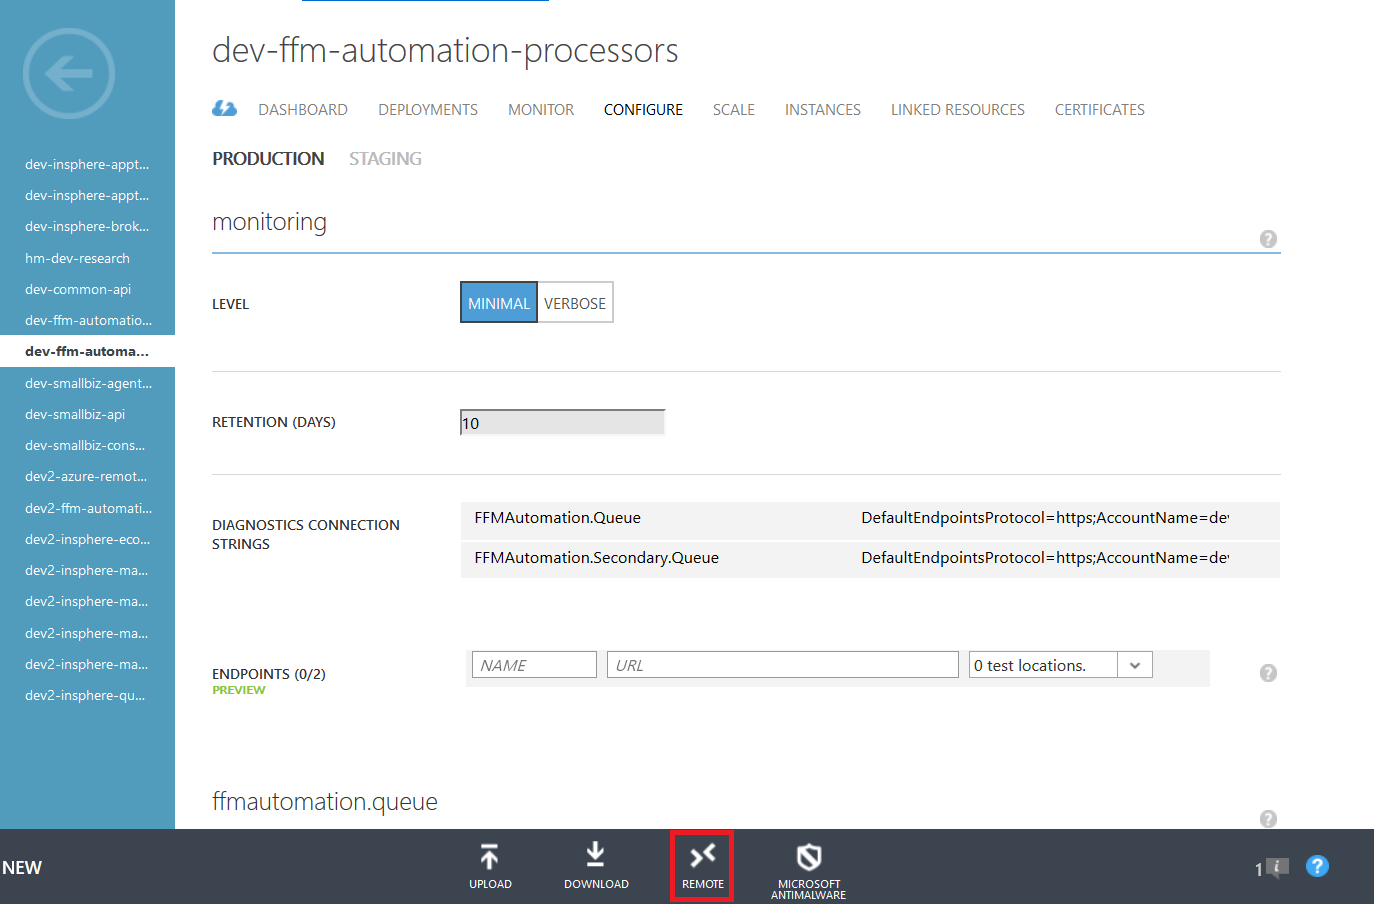 dev-ffm-automation-processors
DASHBOARD DEPLOYMENTS MONITOR CONFIGURE SCALE INSTANCES LINKED RESOURCES CERTIFICATES
PRODUCTION STAGING
dev-insphere-appt...
dev-insphere-appt...
dev-insphere-brok...
hm-dev-research
dev-common-api
dev-ffm-automatio...
dev-ffm-automa...
dev-smallbiz-agent...
dev-smallbiz-api
dev-smallbiz-cons...
dev2-azure-remot...
dev2-ffm-automati...
dev2-insphere-eco...
dev2-insphere-ma...
dev2-insphere-ma...
dev2-insphere-ma...
dev2-insphere-ma...
dev2-insphere-qu...
monitoring
?
LEVEL
MINIMAL VERBOSE
RETENTION (DAYS)
10
DIAGNOSTICS CONNECTION
STRINGS
FFMAutomation.Queue DefaultEndpointsProtocol=https;AccountName=dev
FFMAutomation.Secondary.Queue DefaultEndpointsProtocol=https;AccountName=dev
ENDPOINTS (0/2)
PREVIEW
NAME URL 0 test locations.
?
ffmautomation.queue
?
NEW
UPLOAD
DOWNLOAD
REMOTE
MICROSOFT
ANTIMALWARE
1 i ?